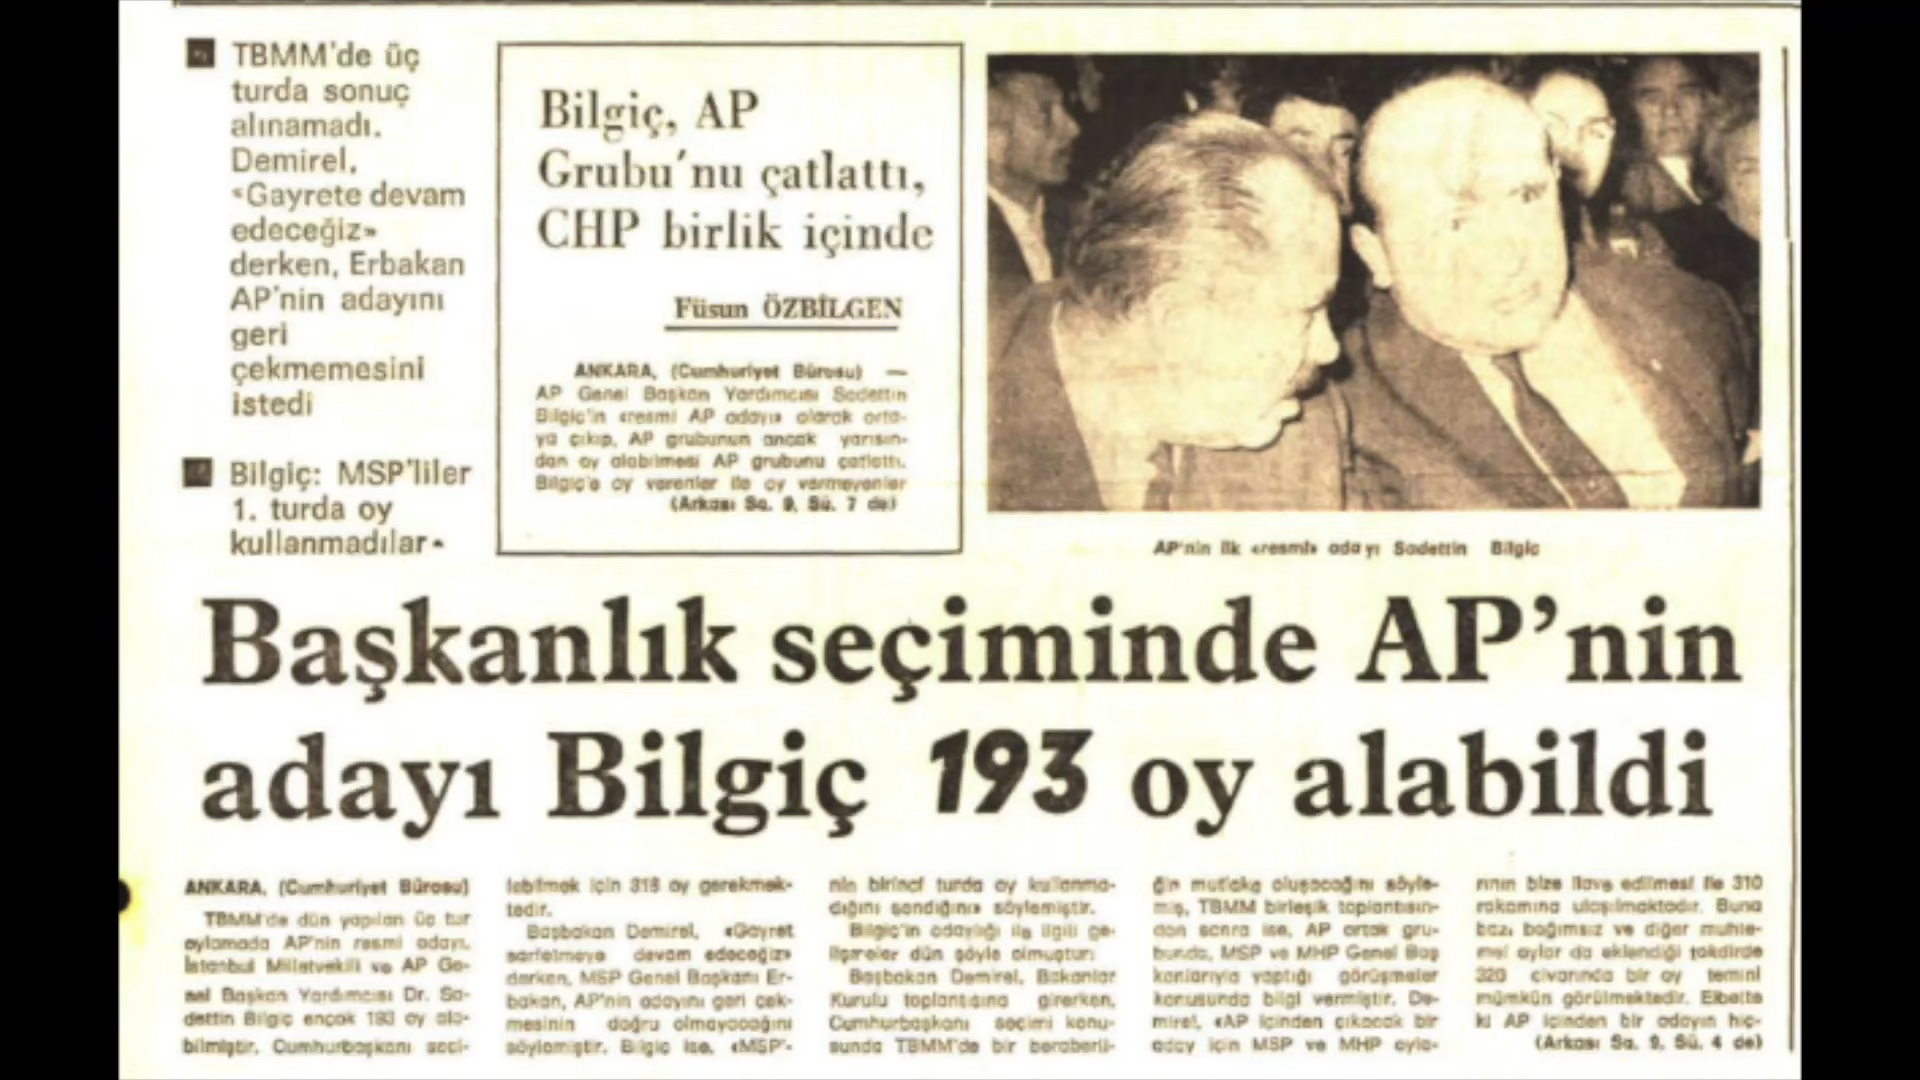 TBMM'de üç
turda sonuç
alınamadı.
Demirel,
«Gayrete devam
edeceğiz»
derken, Erbakan
AP'nin adayını
geri
çekmemesini
istedi
Bilgiç: MSP'liler
1. turda oy
kullanmadılar
Bilgiç, AP
Grubu'nu çatlattı,
CHP birlik içinde
Füsun ÖZBİLGEN
ANKARA, (Cumhuriyet Bürosu) —
AP Genel Başkan Yardımcısı Sadettin
Bilgiç'in «resmi AP adayı» olarak orta-
ya çıkıp, AP grubunun ancak yarısın-
dan oy alabilmesi AP grubunu çatlattı.
Bilgiç'e oy verenler ile oy vermeyenler
(Arkası Sa. 9, Sü. 7 de)
AP'nin ilk «resmi» adayı Sadettin Bilgiç
Başkanlık seçiminde AP'nin
adayı Bilgiç 193 oy alabildi
ANKARA, (Cumhuriyet Bürosu)
TBMM'de dün yapılan üç tur
oylamada AP'nin resmi adayı,
İstanbul Milletvekili ve AP Ge-
nel Başkan Yardımcısı Dr. Sa-
dettin Bilgiç ençok 193 oy ala-
bilmiştir. Cumhurbaşkanı seçi-
lebilmek için 318 oy gerekmek-
tedir.
Başbakan Demirel, «Gayret
sarfetmeye devam edeceğiz»
derken, MSP Genel Başkanı Er-
bakan, AP'nin adayını geri çek-
mesinin doğru olmayacağını
söylemiştir. Bilgiç ise, «MSP'-
nin birinci turda oy kullanma-
dığını sandığını» söylemiştir.
Bilgiç'in adaylığı ile ilgili ge-
lişmeler dün şöyle olmuştur:
Başbakan Demirel, Bakanlar
Kurulu toplantısına girerken,
Cumhurbaşkanı seçimi konu-
sunda TBMM'de bir beraberli-
ğin mutlaka oluşacağını söyle-
miş, TBMM birleşik toplantısın-
dan sonra ise, AP ortak gru-
bunda, MSP ve MHP Genel Baş
kanlarıyla yaptığı görüşmeler
konusunda bilgi vermiştir. De-
mirel, «AP içinden çıkacak bir
aday için MSP ve MHP oyla-
rının bize ilave edilmesi ile 310
rakamına ulaşılmaktadır. Buna
bazı bağımsız ve diğer muhte-
mel oylar da eklendiği takdirde
320 civarında bir oy temini
mümkün görülmektedir. Elbette
ki AP içinden bir adayın hiç-
(Arkası Sa. 9, Sü. 4 de)